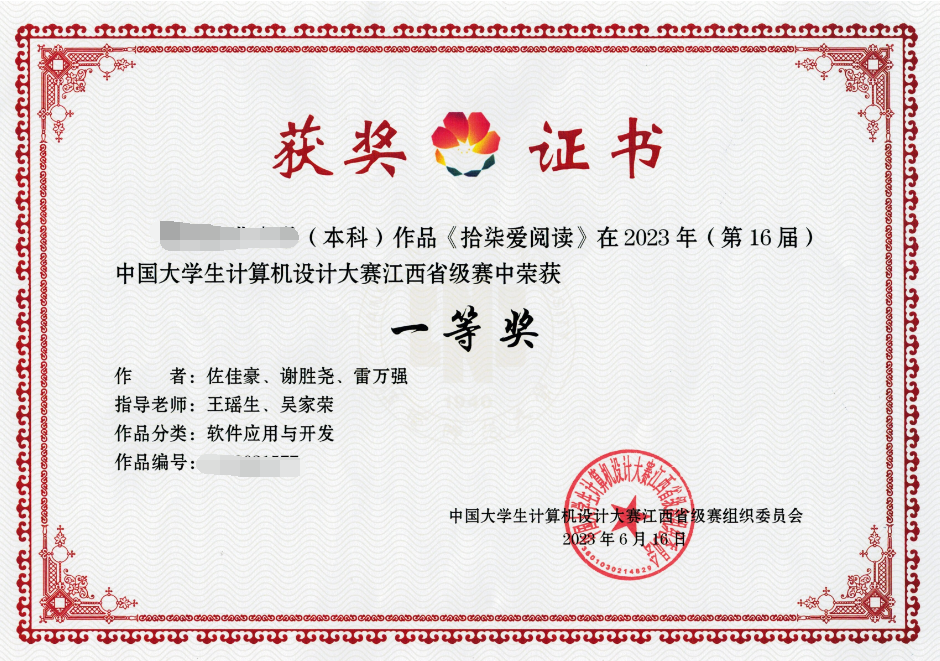 获奖证书
（本科）作品《拾柒爱阅读》在2023年（第16届）
中国大学生计算机设计大赛江西省级赛中荣获
一等奖
作　　者：佐佳豪、谢胜尧、雷万强
指导老师：王瑶生、吴家荣
作品分类：软件应用与开发
作品编号：
中国大学生计算机设计大赛江西省级赛组织委员会
2023年6月16日